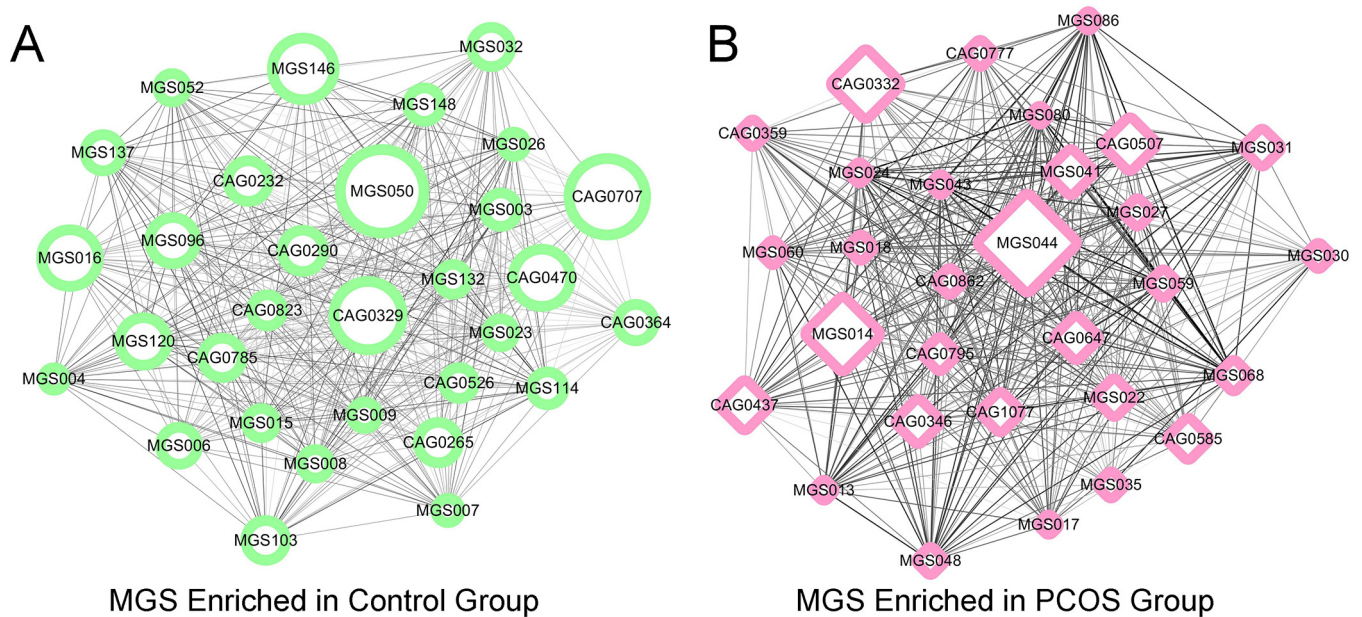 A
MGS032
MGS146
MGS052
MGS148
MGS026
MGS137
CAG0232
MGS050
CAG0707
MGS003
MGS096
MGS016
CAG0290
MGS132
CAG0470
CAG0823
CAG0329
CAG0364
MGS023
MGS120
CAG0785
MGS004
CAG0526
MGS114
MGS009
MGS015
MGS006
CAG0265
MGS008
MGS007
MGS103
MGS Enriched in Control Group
B
MGS086
CAG0777
CAG0332
MGS080
CAG0359
CAG0507
MGS031
MGS024
MGS041
MGS043
MGS027
MGS044
MGS060
MGS018
MGS030
CAG0862
MGS059
MGS014
CAG0647
CAG0795
MGS068
MGS022
CAG0437
CAG1077
CAG0346
CAG0585
MGS035
MGS013
MGS017
MGS048
MGS Enriched in PCOS Group